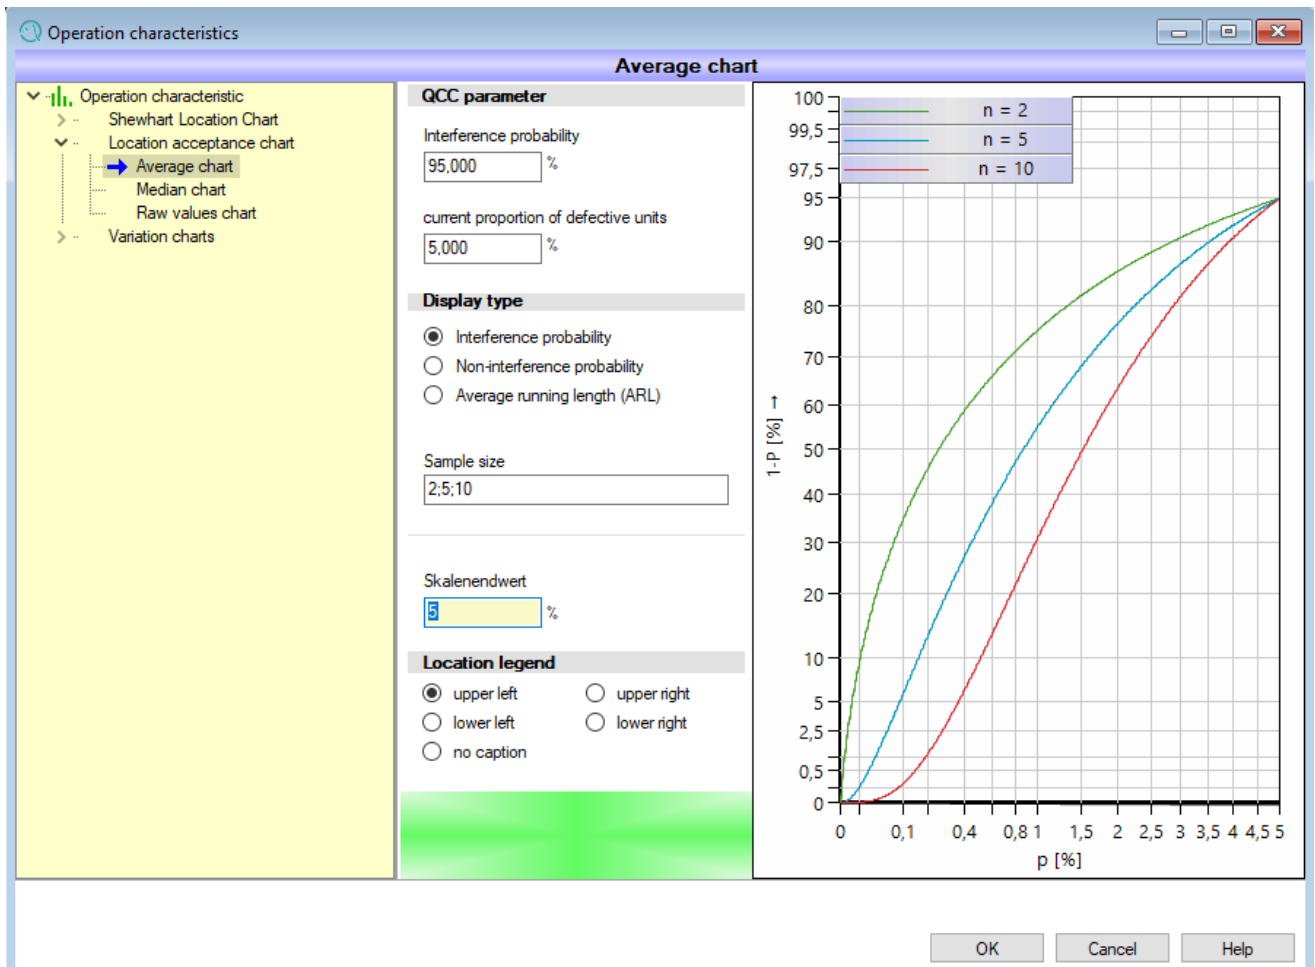 Operation characteristics
Average chart
Operation characteristic
Shewhart Location Chart
Location acceptance chart
Average chart
Median chart
Raw values chart
Variation charts
QCC parameter
Interference probability
95,000 %
current proportion of defective units
5,000 %
Display type
Interference probability
Non-interference probability
Average running length (ARL)
Sample size
2;5;10
Skalenendwert
5 %
Location legend
upper left upper right
lower left lower right
no caption
n = 2
n = 5
n = 10
100
99,5
97,5
95
90
80
70
60
50
40
30
20
10
5
2,5
0,5
0
1-P [%] →
0 0,1 0,4 0,8 1 1,5 2 2,5 3 3,5 4 4,5 5
p [%]
OK Cancel Help